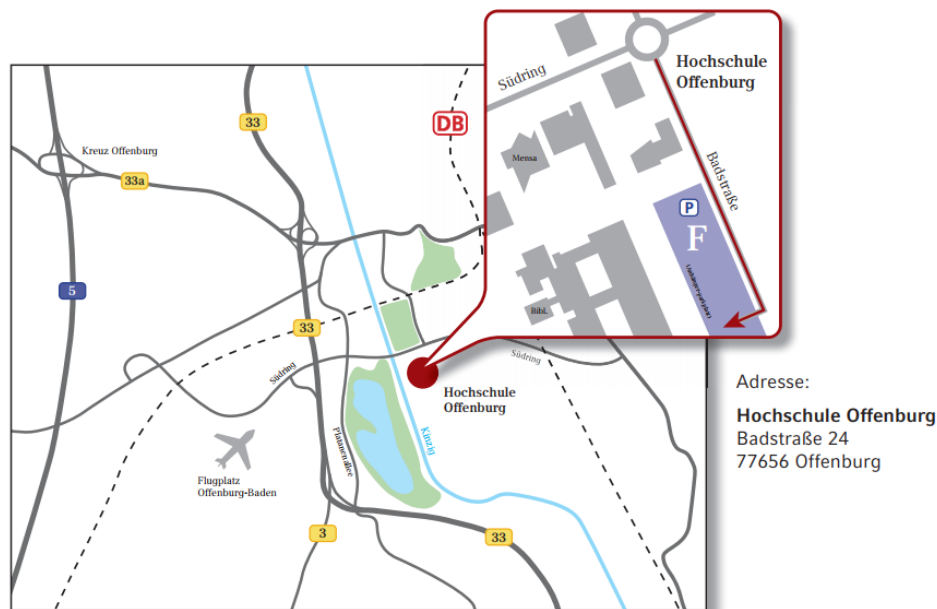 Hochschule
Offenburg
Südring
Mensa
Badstraße
P
F
Bibl.
DB
33
Kreuz Offenburg
33a
5
33
Südring
Südring
Hochschule
Offenburg
Platanenallee
Kinzig
Flugplatz
Offenburg-Baden
3
33
Adresse:
Hochschule Offenburg
Badstraße 24
77656 Offenburg